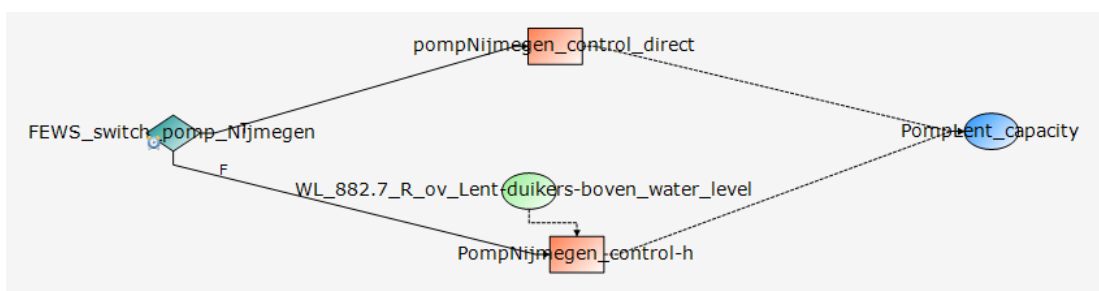 pompNijmegen_control_direct
FEWS_switch_pomp_Nijmegen
T
PompLent_capacity
F
WL_882.7_R_ov_Lent-duikers-boven_water_level
PompNijmegen_control-h